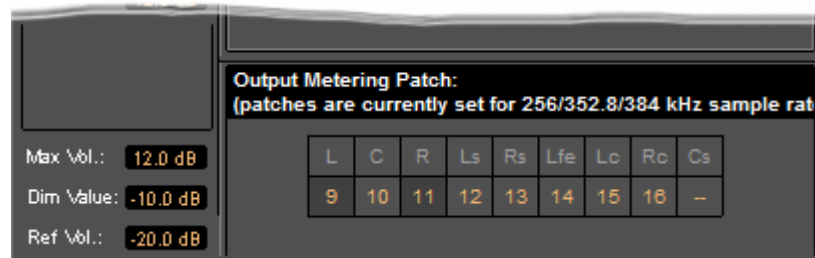 Output Metering Patch:
(patches are currently set for 256/352.8/384 kHz sample
Max Vol.: 12.0 dB
L C R Ls Rs Lfe Lc Rc Cs
Dim Value: -10.0 dB
9 10 11 12 13 14 15 16 --
Ref Vol.: -20.0 dB